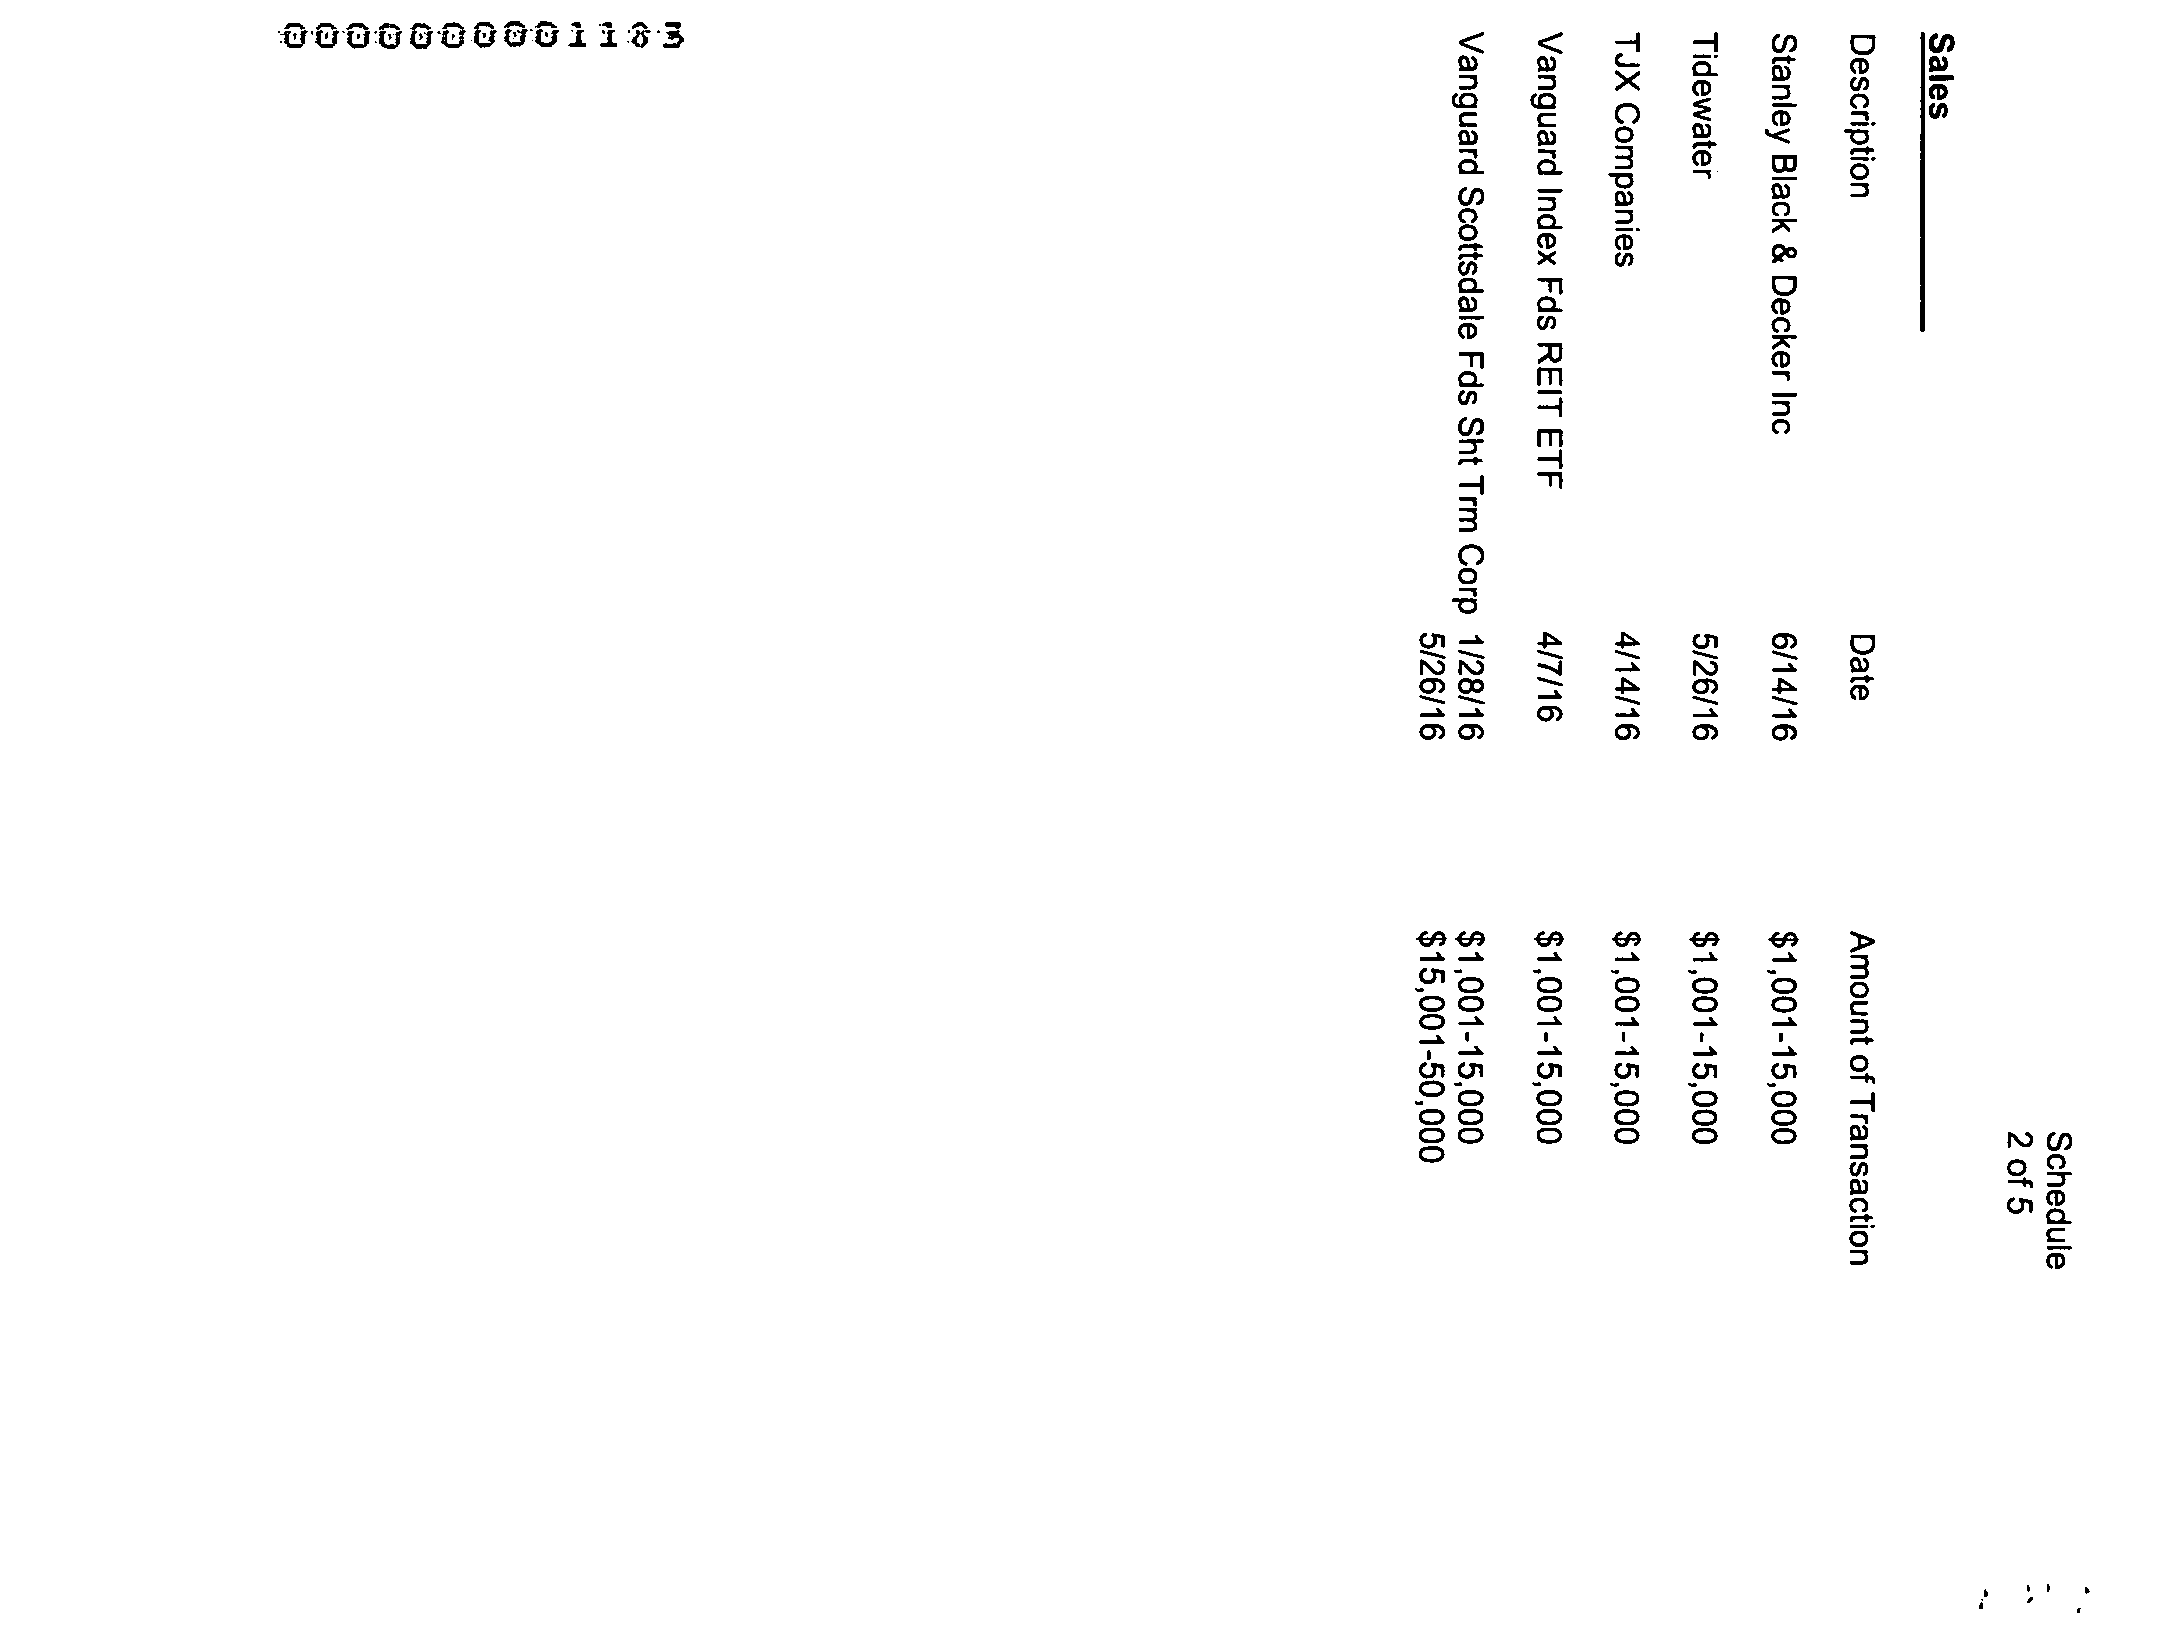 Schedule
2 of 5
Sales
Description Date Amount of Transaction
Stanley Black & Decker Inc 6/14/16 $1,001-15,000
Tidewater 5/26/16 $1,001-15,000
TJX Companies 4/14/16 $1,001-15,000
Vanguard Index Fds REIT ETF 4/7/16 $1,001-15,000
Vanguard Scottsdale Fds Sht Trm Corp 1/28/16 $1,001-15,000
5/26/16 $15,001-50,000